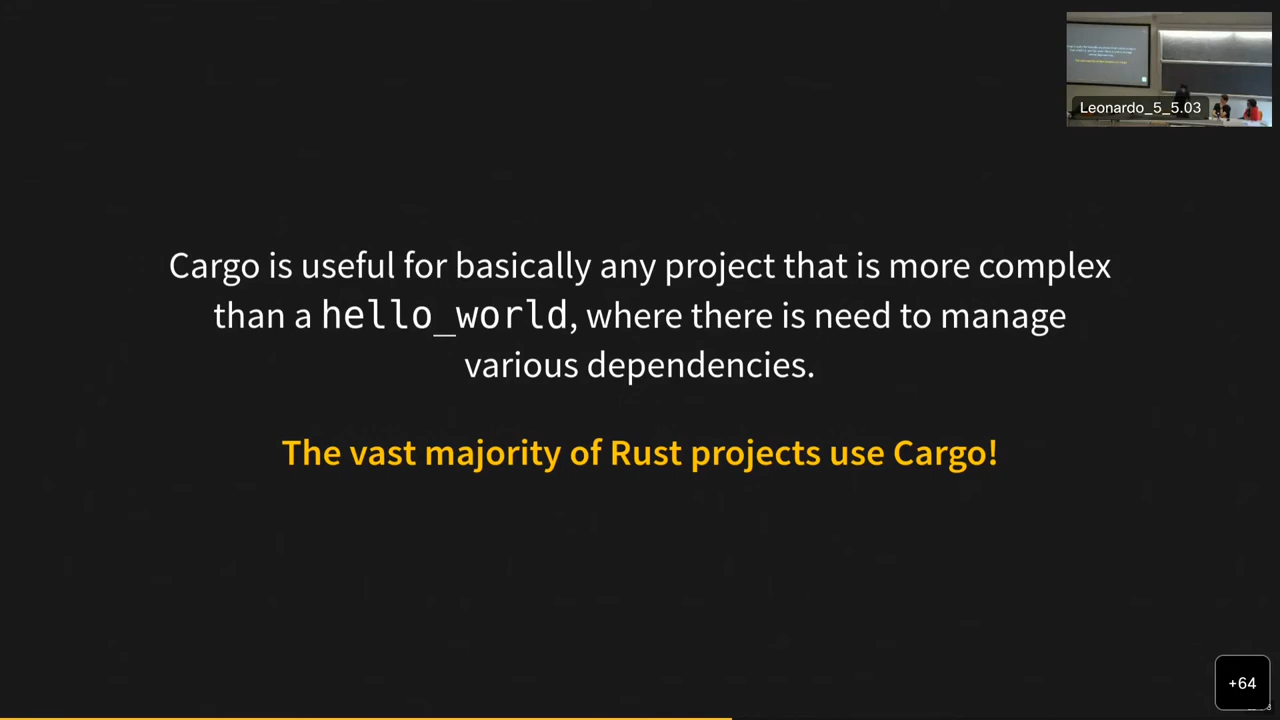 Leonardo_5_5.03
Cargo is useful for basically any project that is more complex
than a hello_world, where there is need to manage
various dependencies.
The vast majority of Rust projects use Cargo!
+64